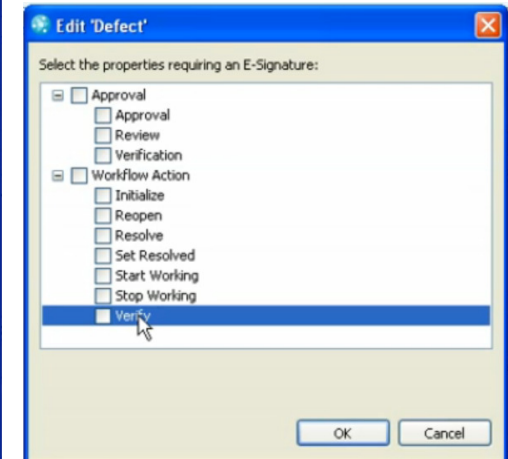 Edit 'Defect'
Select the properties requiring an E-Signature:
Approval
Approval
Review
Verification
Workflow Action
Initialize
Reopen
Resolve
Set Resolved
Start Working
Stop Working
Verify
OK Cancel